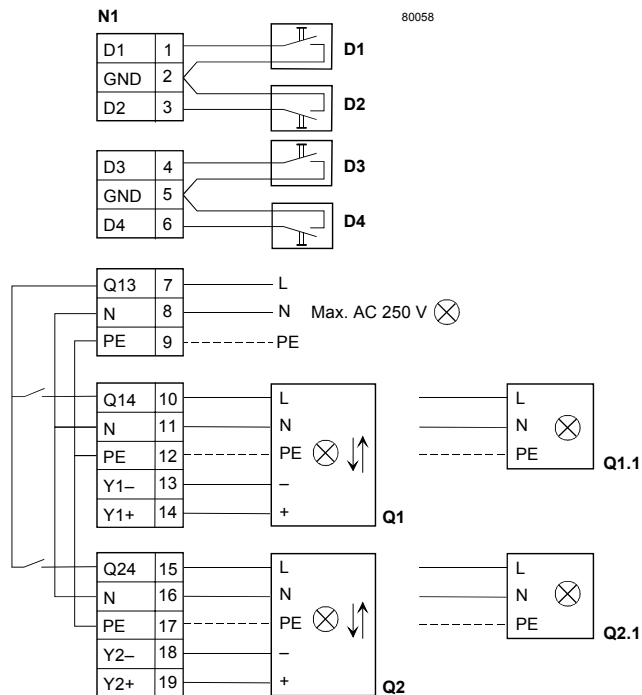 N1 80058
D1 1 D1
GND 2
D2 3 D2
D3 4 D3
GND 5
D4 6 D4
Q13 7 L
N 8 N Max. AC 250 V
PE 9 PE
Q14 10 L L
N 11 N N
PE 12 PE PE
Y1– 13 – Q1.1
Y1+ 14 + Q1
Q24 15 L L
N 16 N N
PE 17 PE PE Q2.1
Y2– 18 –
Y2+ 19 + Q2